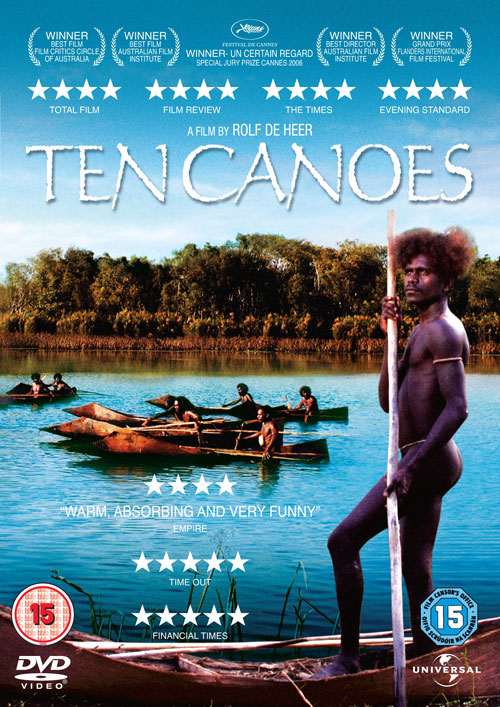 WINNER
BEST FILM
FILM CRITICS CIRCLE
OF AUSTRALIA
WINNER
BEST FILM
AUSTRALIAN FILM
INSTITUTE
FESTIVAL DE CANNES
WINNER· UN CERTAIN REGARD
SPECIAL JURY PRIZE CANNES 2006
WINNER
BEST DIRECTOR
AUSTRALIAN FILM
INSTITUTE
WINNER
GRAND PRIX
FLANDERS INTERNATIONAL
FILM FESTIVAL
TOTAL FILM
FILM REVIEW
THE TIMES
EVENING STANDARD
A FILM BY ROLF DE HEER
TEN CANOES
“WARM, ABSORBING AND VERY FUNNY”
EMPIRE
TIME OUT
FINANCIAL TIMES
15
DVD
VIDEO
FILM CENSOR'S OFFICE
15
OIFIG SCRÚDÓIR NA SCANNÁN
UNIVERSAL